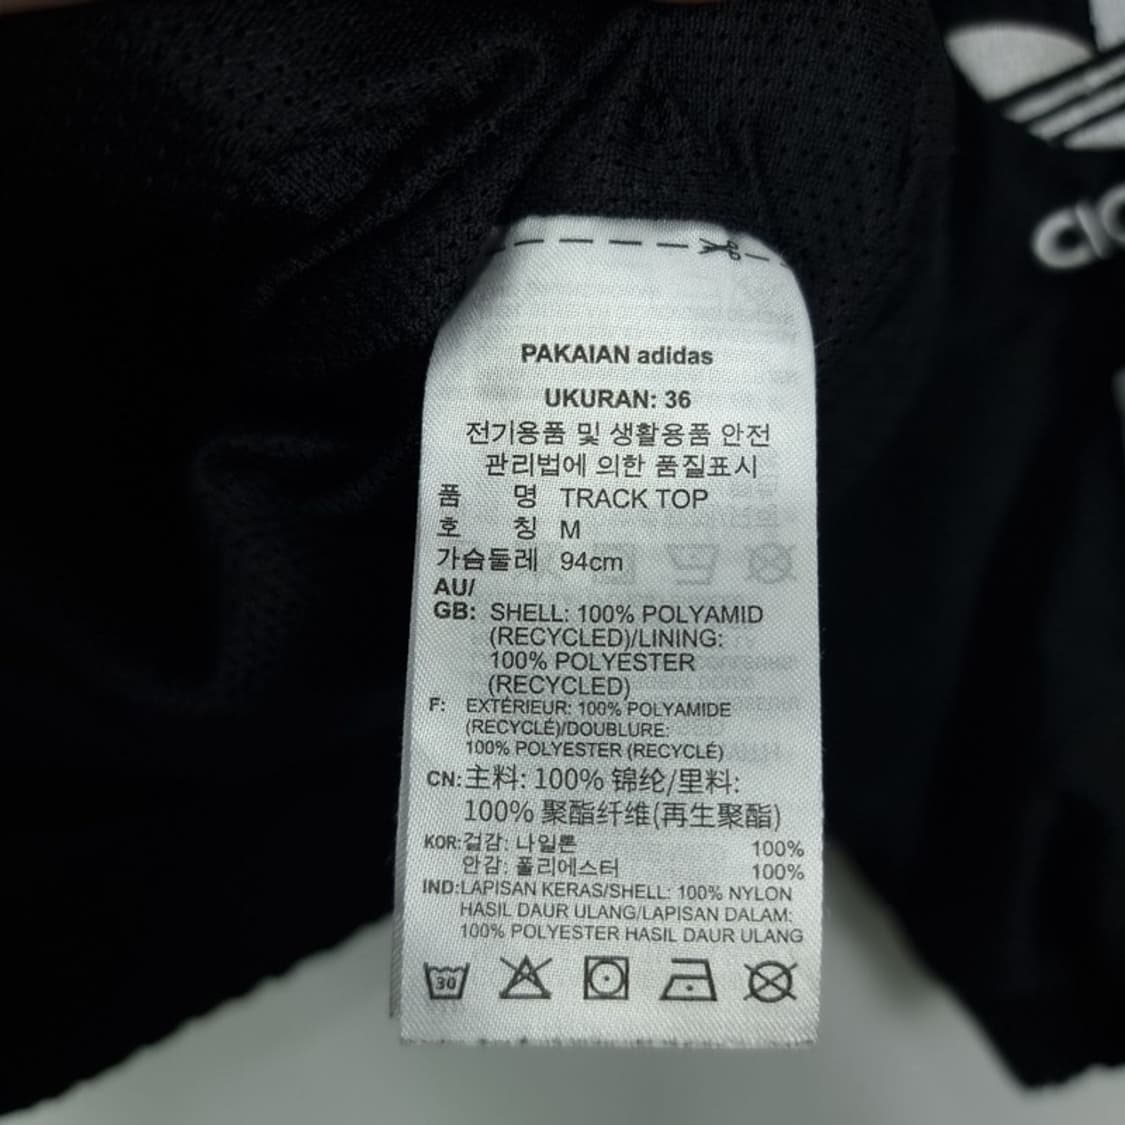 PAKAIAN adidas
UKURAN: 36
전기용품 및 생활용품 안전
관리법에 의한 품질표시
품 명 TRACK TOP
호 칭 M
가슴둘레 94cm
AU/
GB: SHELL: 100% POLYAMID
(RECYCLED)/LINING:
100% POLYESTER
(RECYCLED)
F: EXTÉRIEUR: 100% POLYAMIDE
(RECYCLÉ)/DOUBLURE:
100% POLYESTER (RECYCLÉ)
CN:主料: 100% 锦纶/里料:
100% 聚酯纤维(再生聚酯)
KOR:겉감: 나일론 100%
안감: 폴리에스터 100%
IND:LAPISAN KERAS/SHELL: 100% NYLON
HASIL DAUR ULANG/LAPISAN DALAM:
100% POLYESTER HASIL DAUR ULANG
30